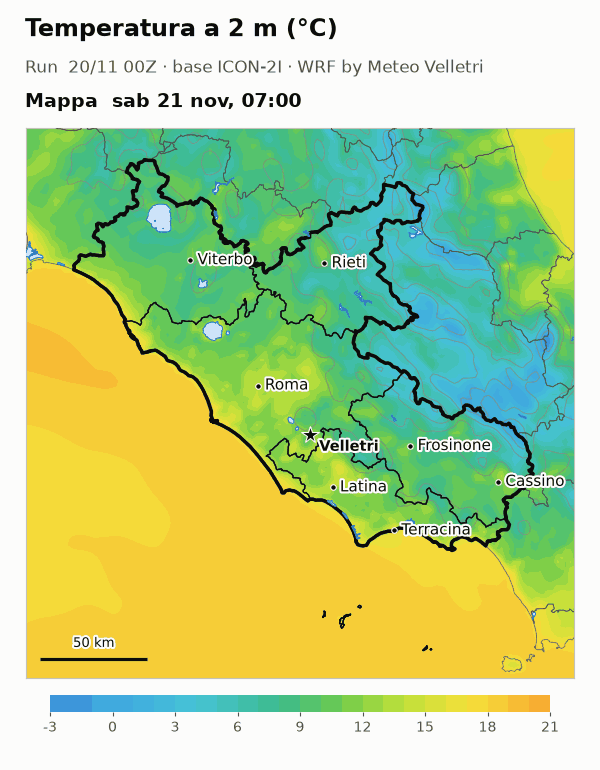 Temperatura a 2 m (°C)
Run  20/11 00Z · base ICON-2I · WRF by Meteo Velletri
Mappa  sab 21 nov, 07:00
Viterbo
Rieti
Roma
Velletri
Frosinone
Cassino
Latina
Terracina
50 km
-3 0 3 6 9 12 15 18 21